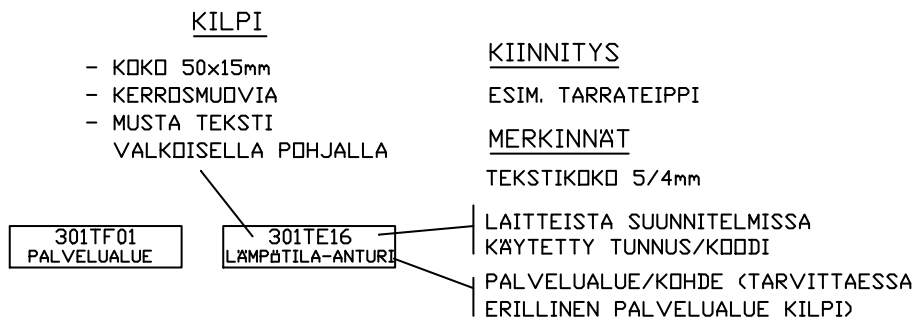 KILPI
- KOKO 50x15mm
- KERROSMUOVIA
- MUSTA TEKSTI
VALKOISELLA POHJALLA
KIINNITYS
ESIM. TARRATEIPPI
MERKINNÄT
TEKSTIKOKO 5/4mm
301TF01
PALVELUALUE
301TE16
LÄMPÖTILA-ANTURI
LAITTEISTA SUUNNITELMISSA
KÄYTETTY TUNNUS/KOODI
PALVELUALUE/KOHDE (TARVITTAESSA
ERILLINEN PALVELUALUE KILPI)